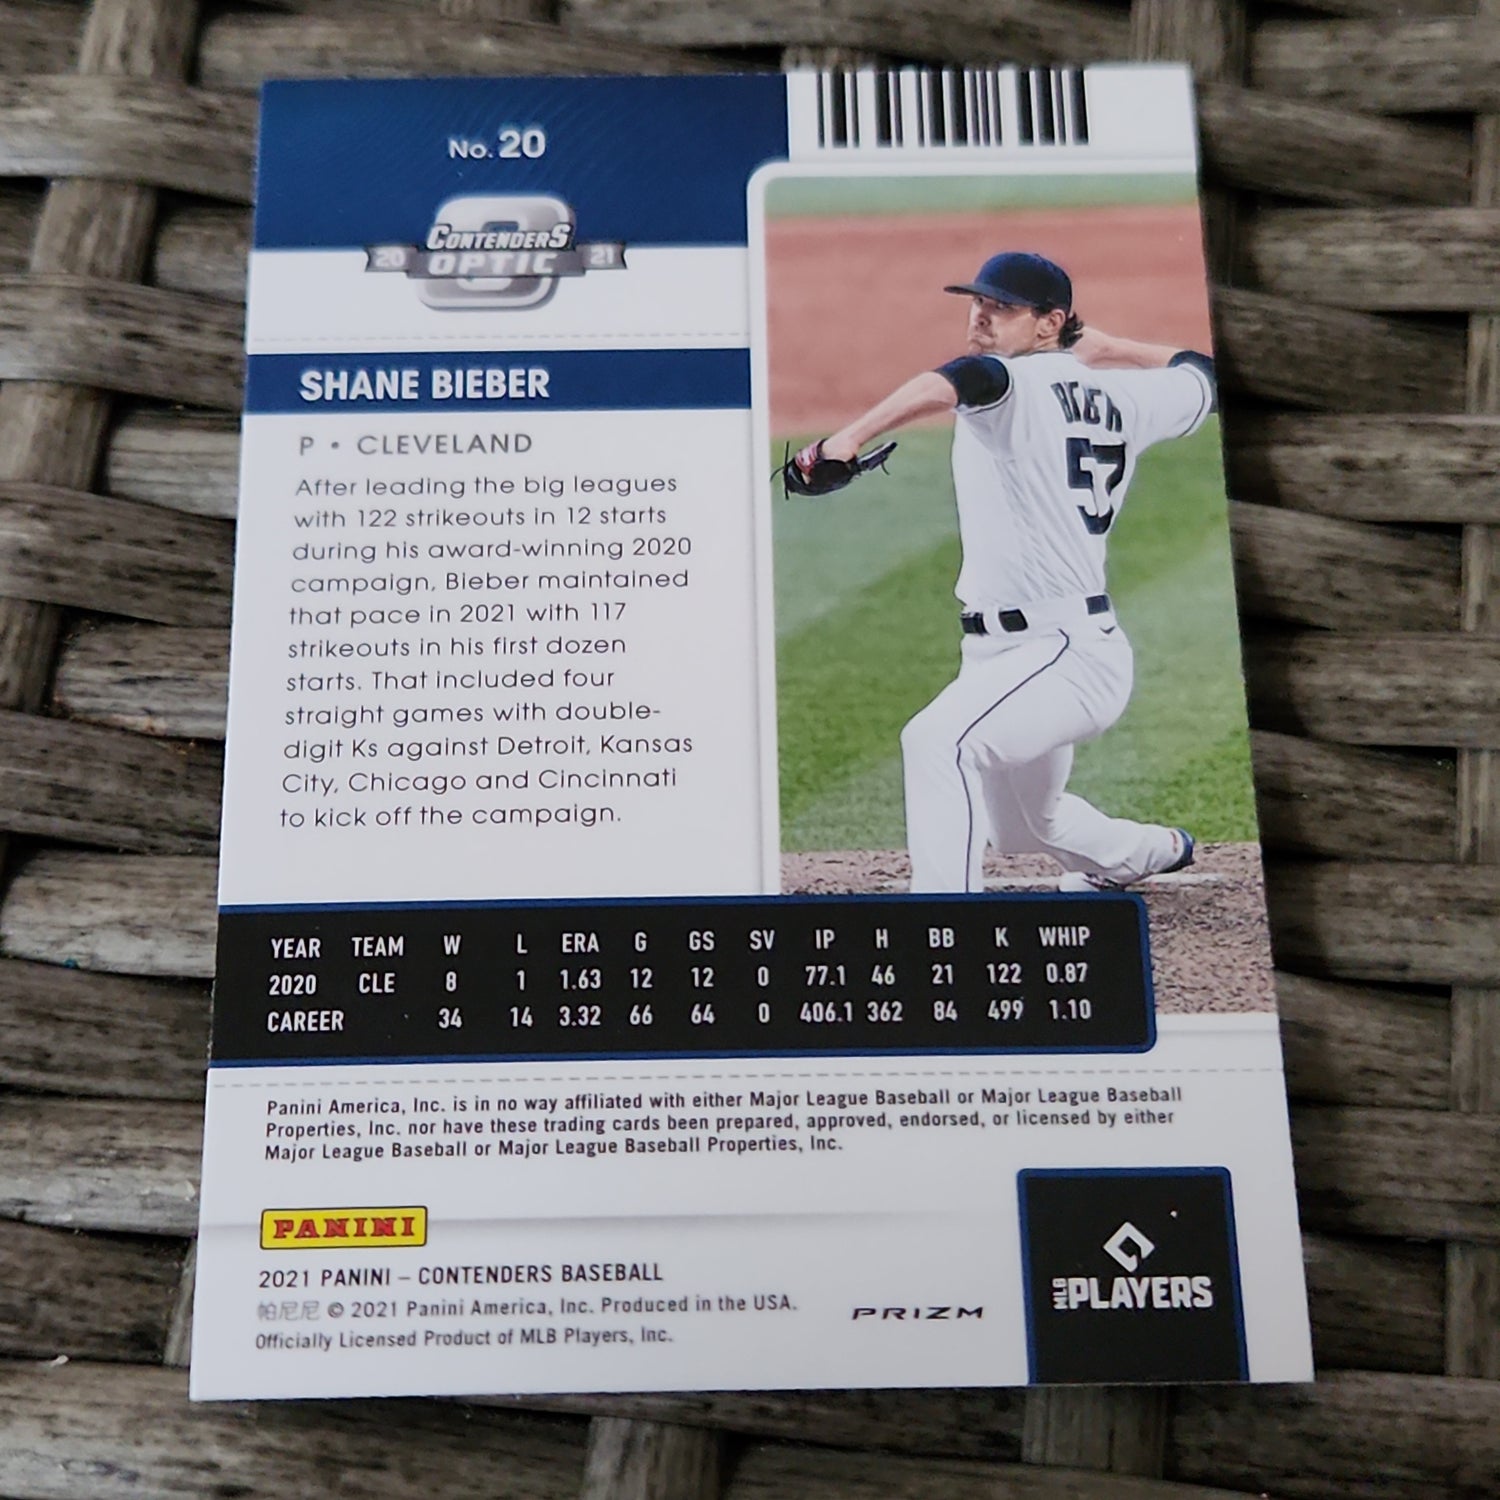 No. 20
CONTENDERS
20 OPTIC 21
SHANE BIEBER
P • CLEVELAND
After leading the big leagues
with 122 strikeouts in 12 starts
during his award-winning 2020
campaign, Bieber maintained
that pace in 2021 with 117
strikeouts in his first dozen
starts. That included four
straight games with double-
digit Ks against Detroit, Kansas
City, Chicago and Cincinnati
to kick off the campaign.
BIEBER
57
YEAR TEAM W L ERA G GS SV IP H BB K WHIP
2020 CLE 8 1 1.63 12 12 0 77.1 46 21 122 0.87
CAREER 34 14 3.32 66 64 0 406.1 362 84 499 1.10
Panini America, Inc. is in no way affiliated with either Major League Baseball or Major League Baseball
Properties, Inc. nor have these trading cards been prepared, approved, endorsed, or licensed by either
Major League Baseball or Major League Baseball Properties, Inc.
PANINI
2021 PANINI – CONTENDERS BASEBALL
帕尼尼 © 2021 Panini America, Inc. Produced in the USA.
Officially Licensed Product of MLB Players, Inc.
PRIZM
MLB PLAYERS